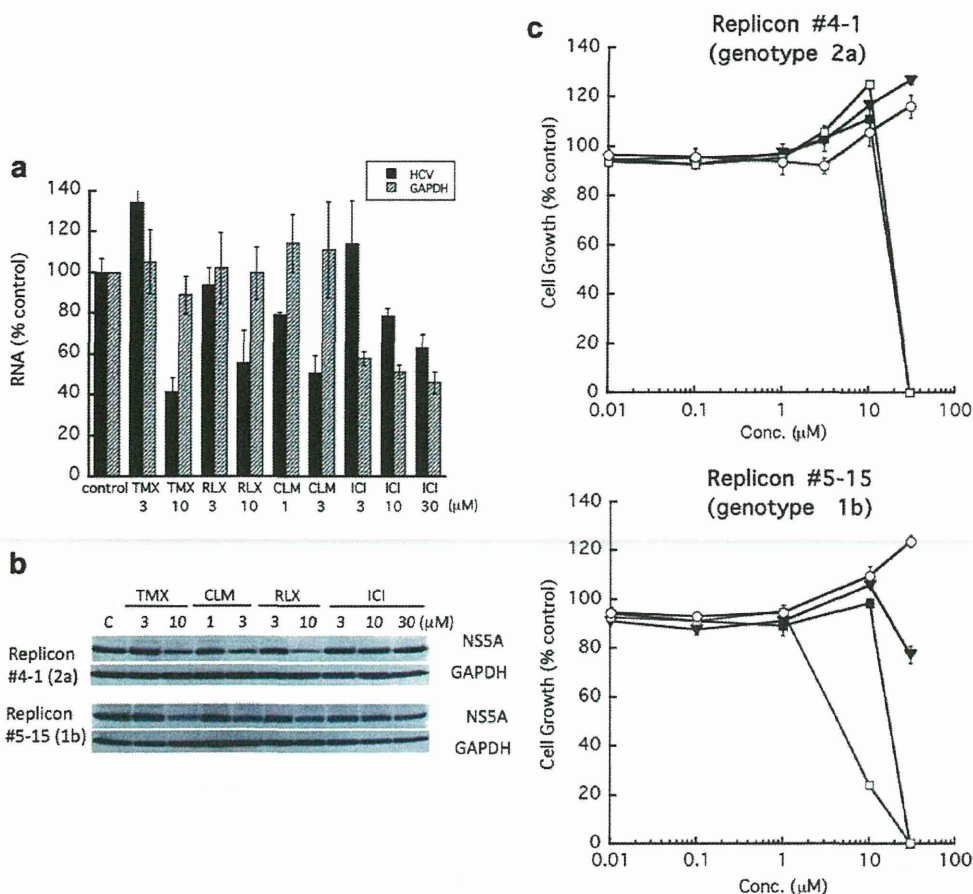 a
HCV
GAPDH
RNA (% control)
140
120
100
80
60
40
20
0
control TMX TMX RLX RLX CLM CLM ICI ICI ICI
3 10 3 10 1 3 3 10 30 (μM)
b
TMX CLM RLX ICI
C 3 10 1 3 3 10 3 10 30 (μM)
Replicon
#4-1 (2a)
NS5A
GAPDH
Replicon
#5-15 (1b)
NS5A
GAPDH
c
Replicon #4-1
(genotype 2a)
Cell Growth (% control)
140
120
100
80
60
40
20
0
0.01 0.1 1 10 100
Conc. (μM)
Replicon #5-15
(genotype 1b)
Cell Growth (% control)
140
120
100
80
60
40
20
0
0.01 0.1 1 10 100
Conc. (μM)